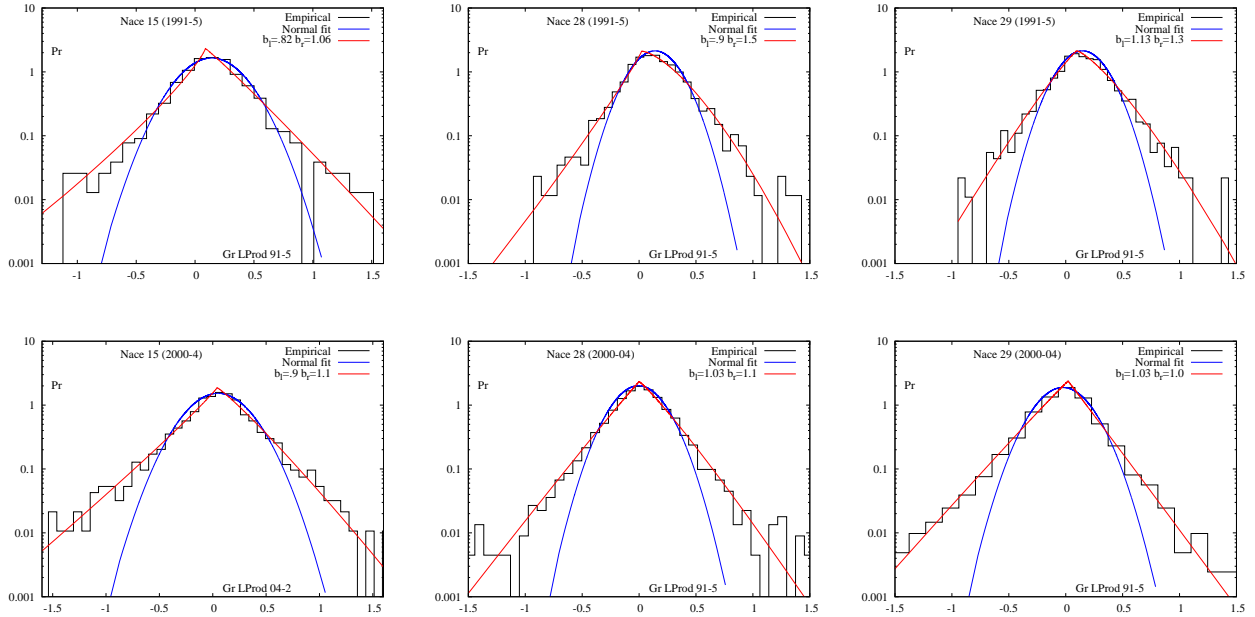 Nace 15 (1991-5)
Pr
Empirical
Normal fit
b_l=.82 b_r=1.06
10
1
0.1
0.01
0.001
Gr LProd 91-5
-1 -0.5 0 0.5 1 1.5
Nace 28 (1991-5)
Pr
Empirical
Normal fit
b_l=.9 b_r=1.5
10
1
0.1
0.01
0.001
Gr LProd 91-5
-1.5 -1 -0.5 0 0.5 1 1.5
Nace 29 (1991-5)
Pr
Empirical
Normal fit
b_l=1.13 b_r=1.3
10
1
0.1
0.01
0.001
Gr LProd 91-5
-1.5 -1 -0.5 0 0.5 1 1.5
Nace 15 (2000-4)
Pr
Empirical
Normal fit
b_l=.9 b_r=1.1
10
1
0.1
0.01
0.001
Gr LProd 04-2
-1.5 -1 -0.5 0 0.5 1 1.5
Nace 28 (2000-04)
Pr
Empirical
Normal fit
b_l=1.03 b_r=1.1
10
1
0.1
0.01
0.001
Gr LProd 91-5
-1.5 -1 -0.5 0 0.5 1 1.5
Nace 29 (2000-04)
Pr
Empirical
Normal fit
b_l=1.03 b_r=1.0
10
1
0.1
0.01
0.001
Gr LProd 91-5
-1.5 -1 -0.5 0 0.5 1 1.5